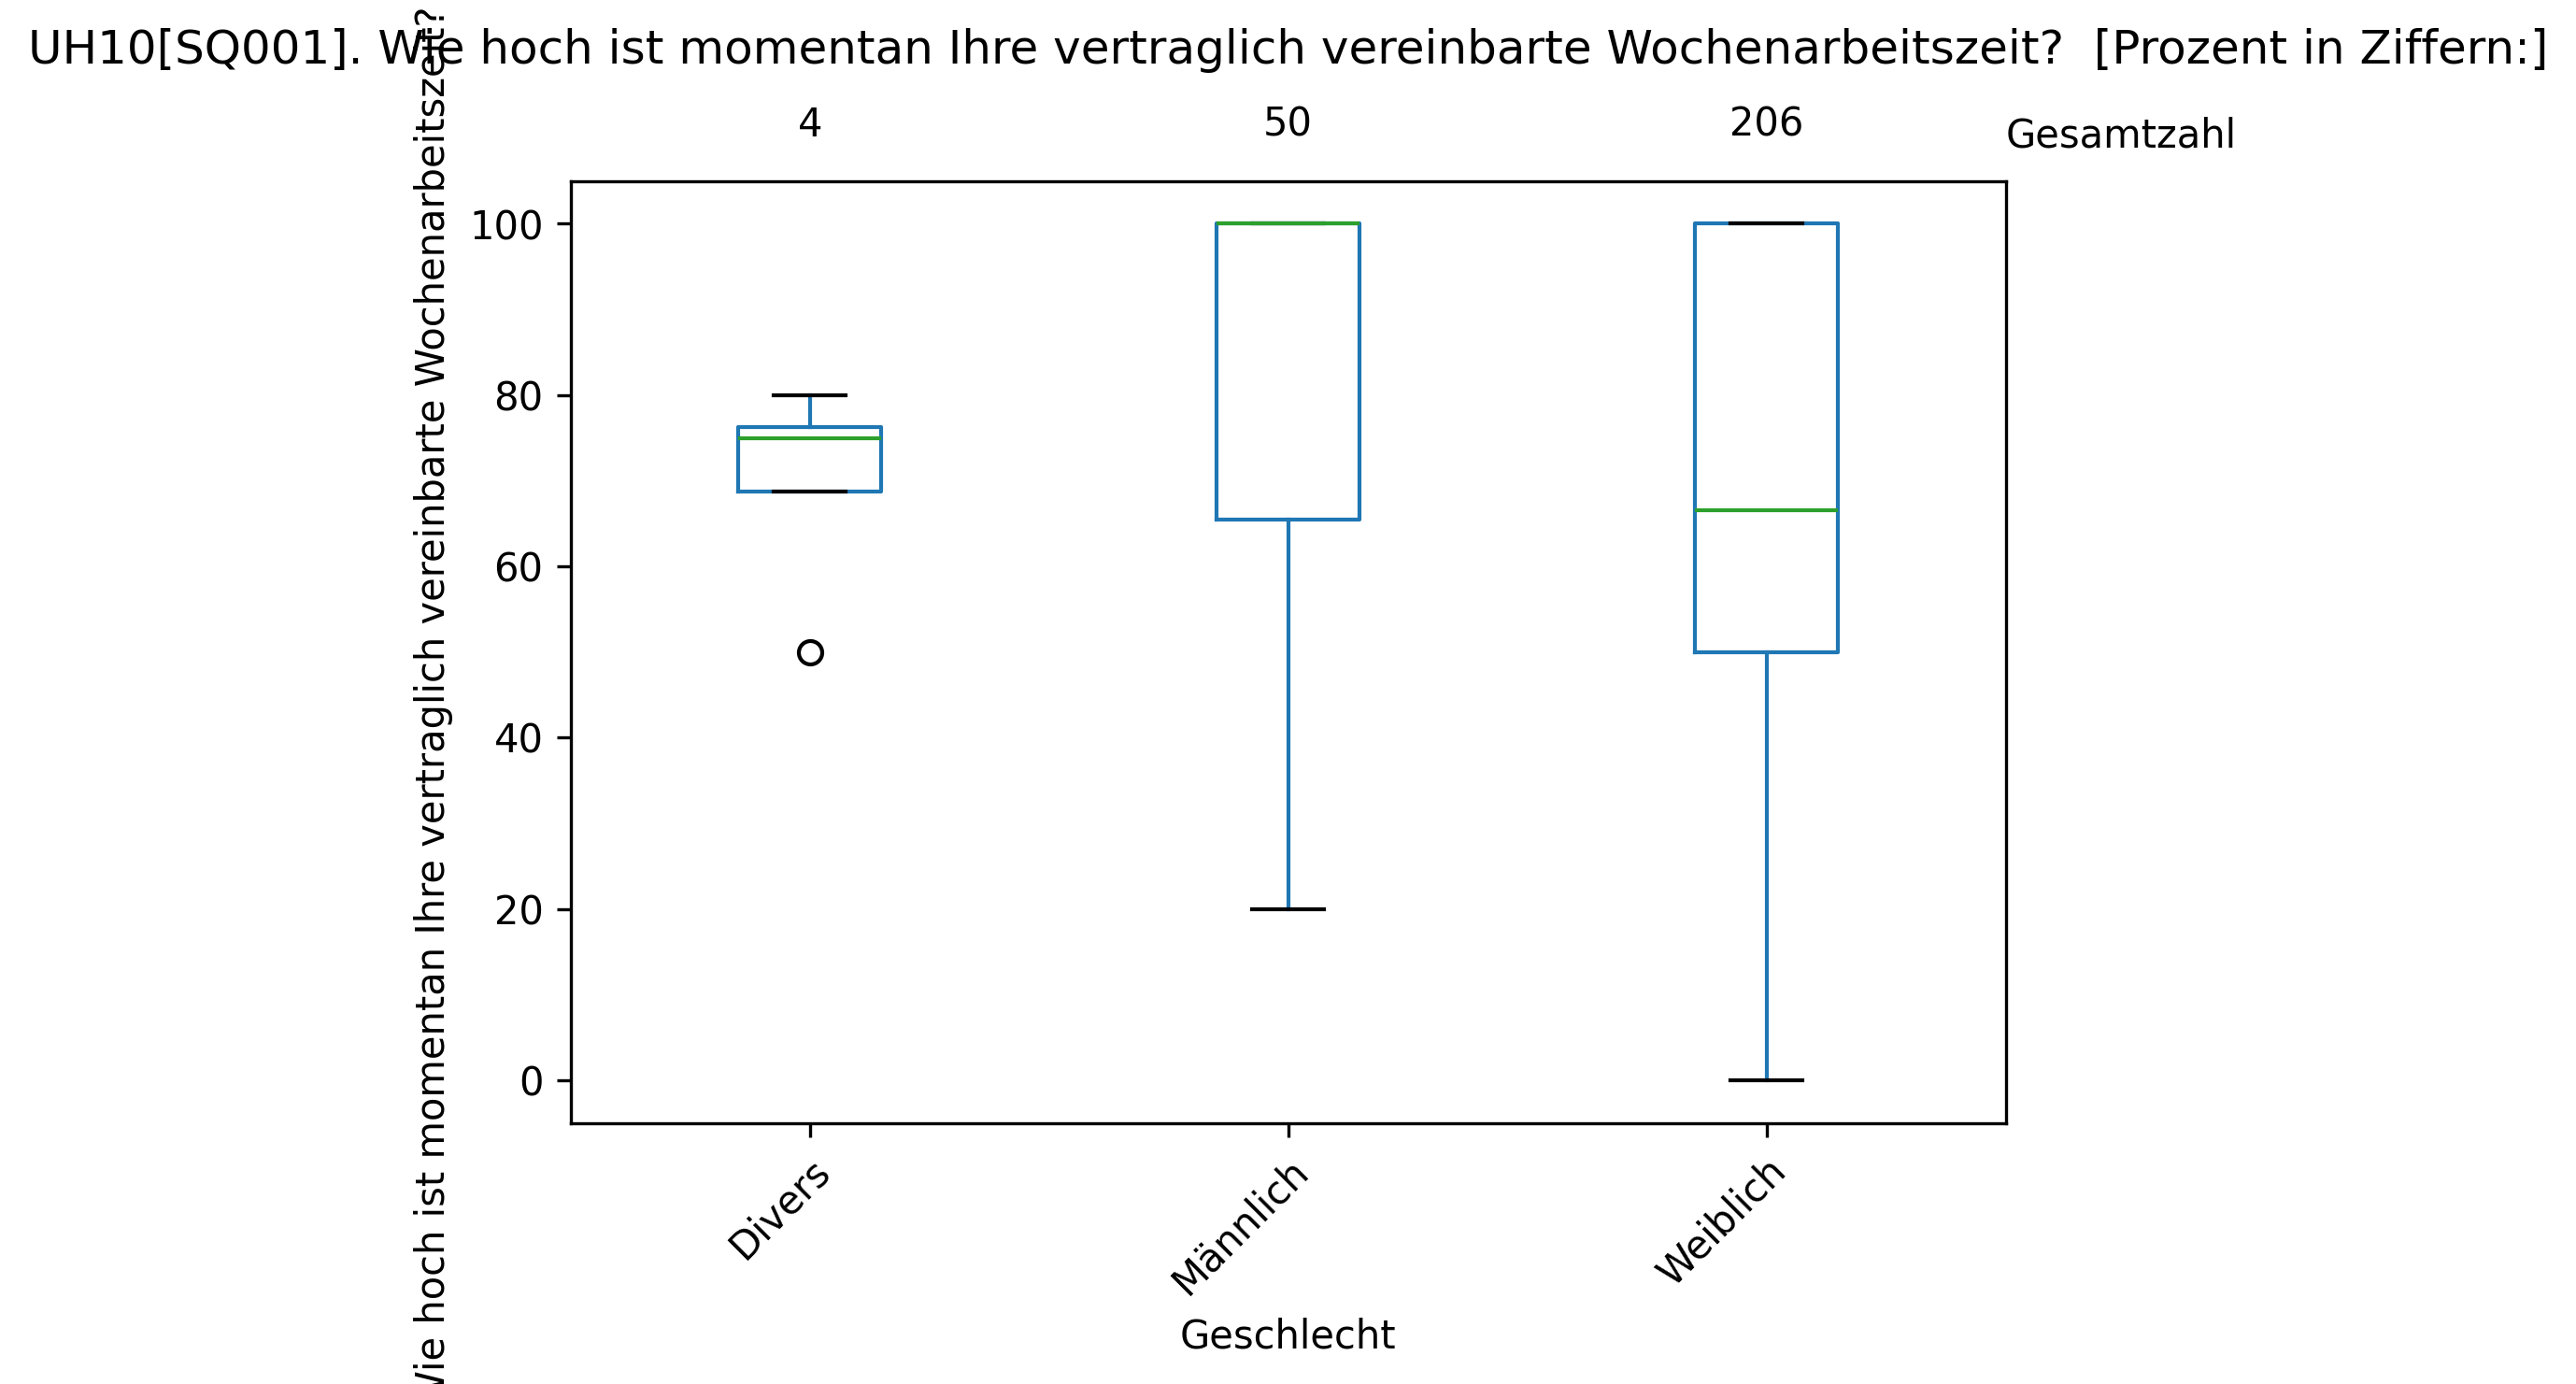 UH10[SQ001]. Wie hoch ist momentan Ihre vertraglich vereinbarte Wochenarbeitszeit?  [Prozent in Ziffern:]
4 50 206 Gesamtzahl
Wie hoch ist momentan Ihre vertraglich vereinbarte Wochenarbeitszeit?
100
80
60
40
20
0
Divers Männlich Weiblich
Geschlecht